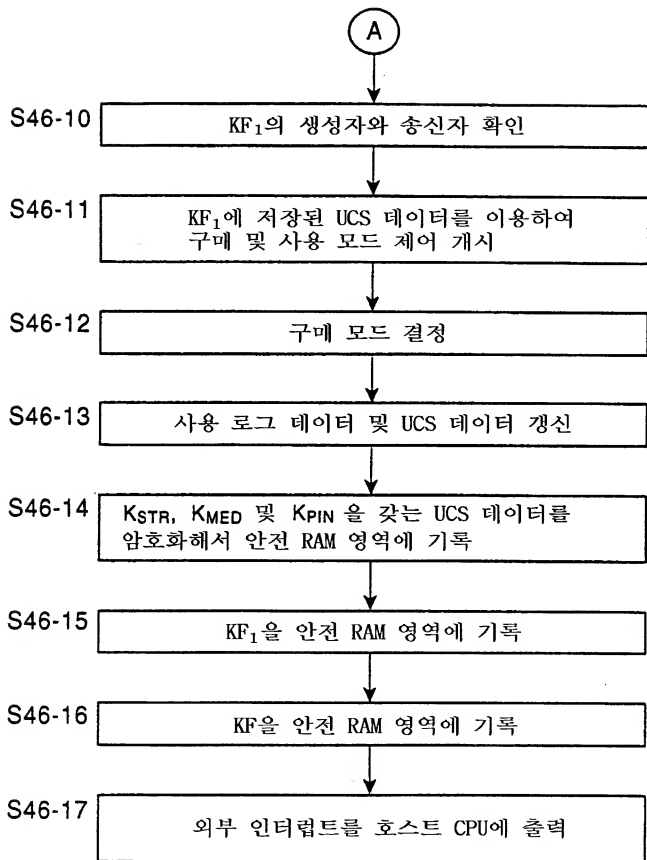 A
S46-10
KF₁의 생성자와 송신자 확인
S46-11
KF₁에 저장된 UCS 데이터를 이용하여
구매 및 사용 모드 제어 개시
S46-12
구매 모드 결정
S46-13
사용 로그 데이터 및 UCS 데이터 갱신
S46-14
KSTR, KMED 및 KPIN 을 갖는 UCS 데이터를
암호화해서 안전 RAM 영역에 기록
S46-15
KF₁을 안전 RAM 영역에 기록
S46-16
KF을 안전 RAM 영역에 기록
S46-17
외부 인터럽트를 호스트 CPU에 출력